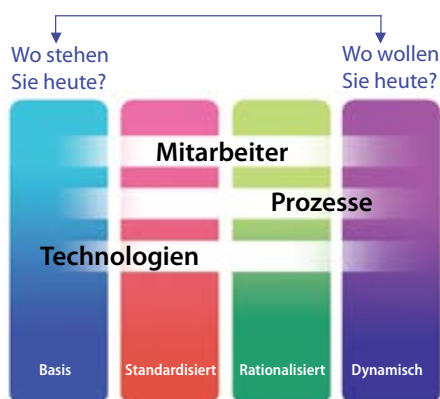 Wo stehen
Sie heute?
Wo wollen
Sie heute?
Mitarbeiter
Prozesse
Technologien
Basis
Standardisiert
Rationalisiert
Dynamisch